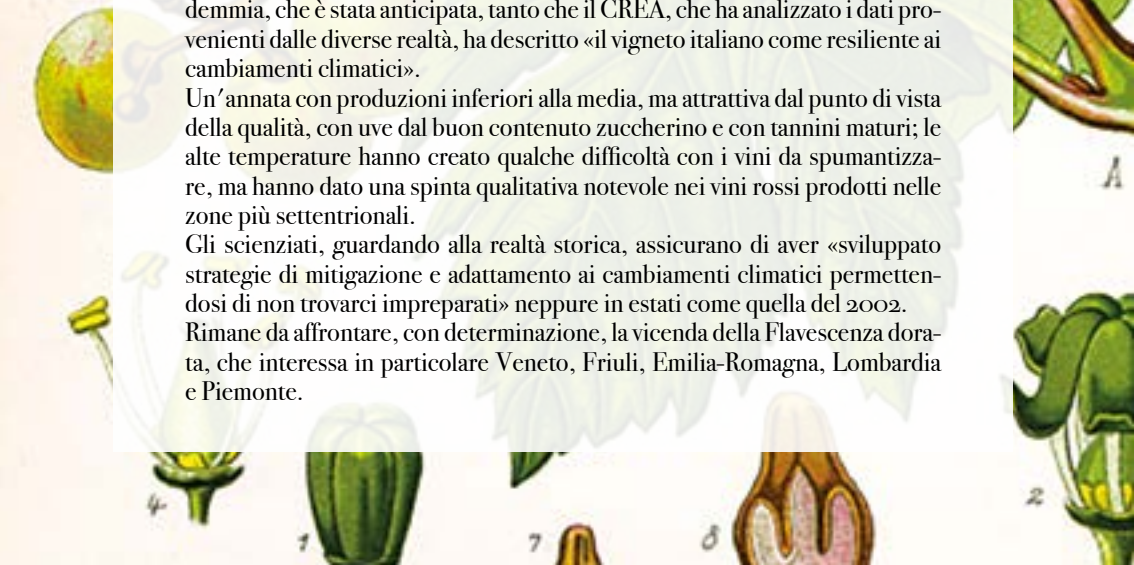 demmia, che è stata anticipata, tanto che il CREA, che ha analizzato i dati pro-
venienti dalle diverse realtà, ha descritto «il vigneto italiano come resiliente ai
cambiamenti climatici».
Un'annata con produzioni inferiori alla media, ma attrattiva dal punto di vista
della qualità, con uve dal buon contenuto zuccherino e con tannini maturi; le
alte temperature hanno creato qualche difficoltà con i vini da spumantizza-
re, ma hanno dato una spinta qualitativa notevole nei vini rossi prodotti nelle
zone più settentrionali.
Gli scienziati, guardando alla realtà storica, assicurano di aver «sviluppato
strategie di mitigazione e adattamento ai cambiamenti climatici permetten-
dosi di non trovarci impreparati» neppure in estati come quella del 2002.
Rimane da affrontare, con determinazione, la vicenda della Flavescenza dora-
ta, che interessa in particolare Veneto, Friuli, Emilia-Romagna, Lombardia
e Piemonte.
A
4
1
7
8
2